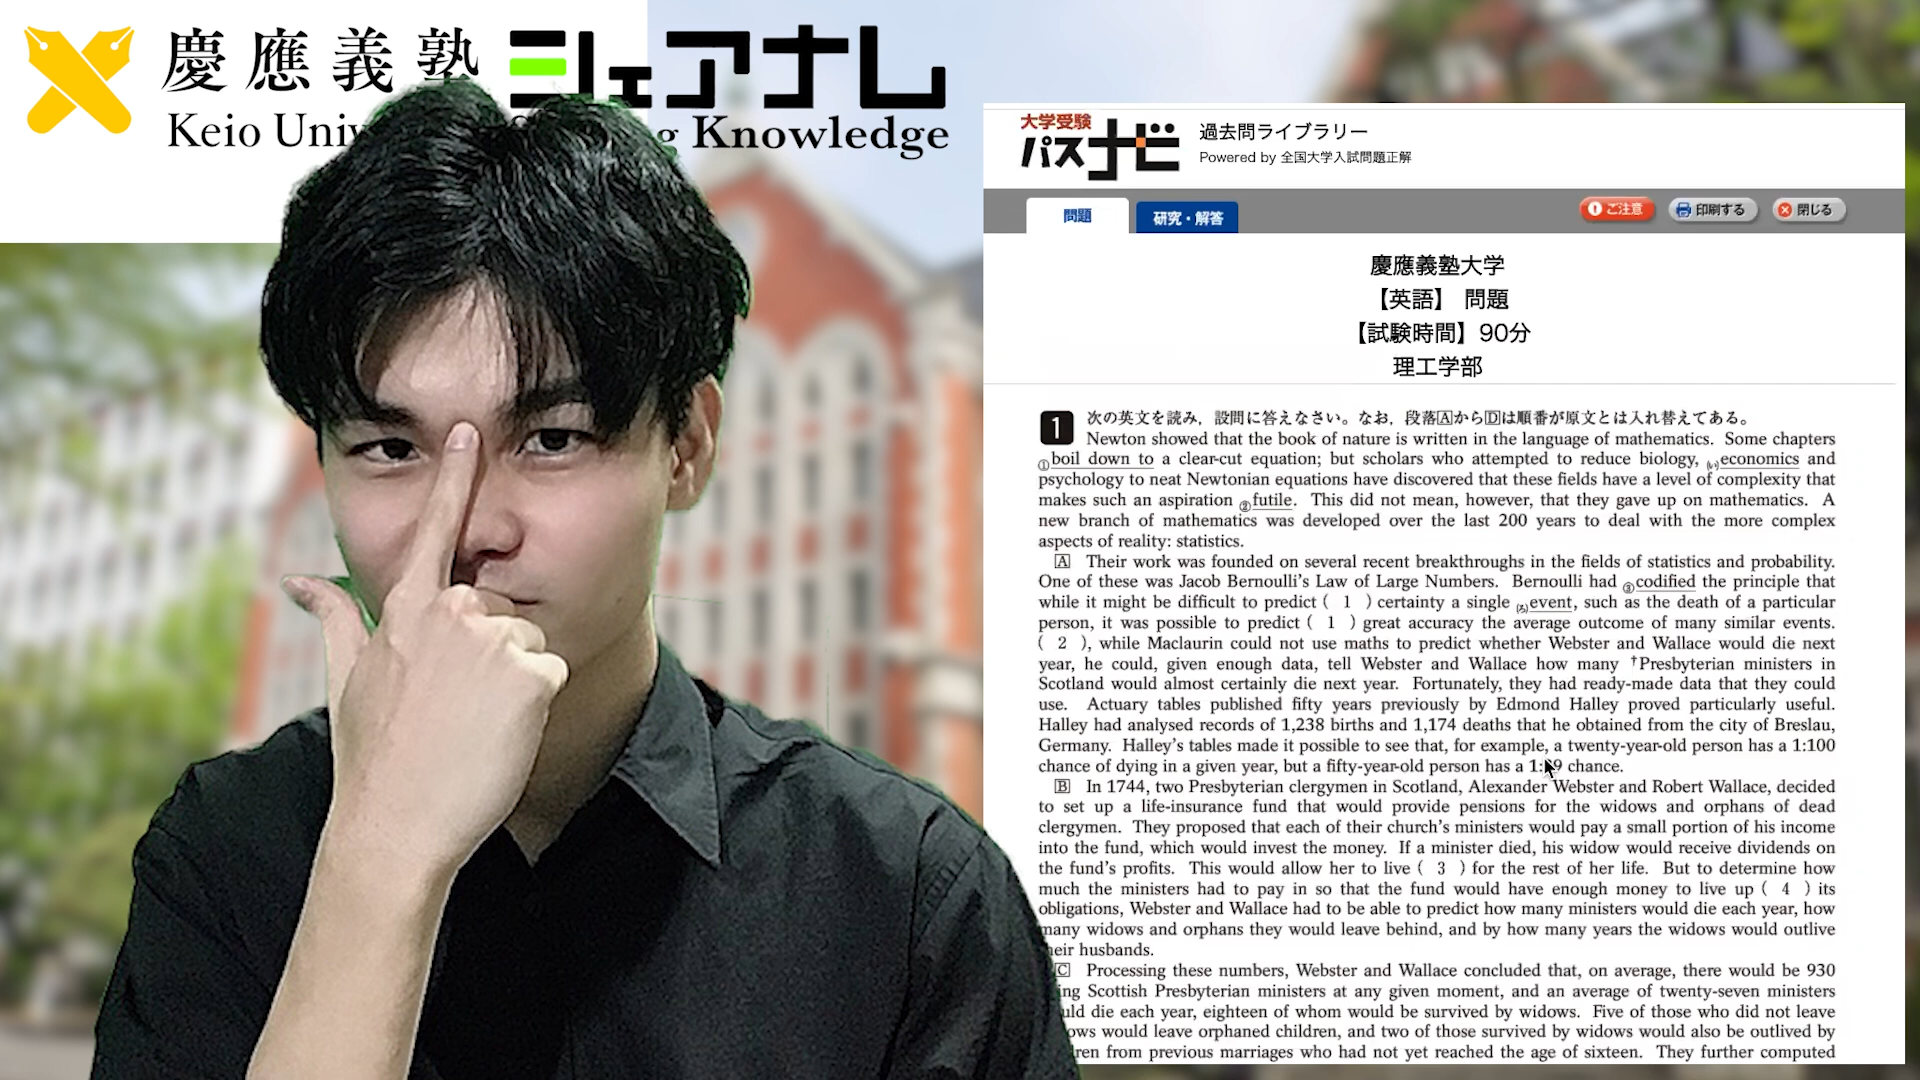 慶應義塾
シェアナレ
Keio Univ
g Knowledge
大学受験
パスナビ
過去問ライブラリー
Powered by 全国大学入試問題正解
問題
研究・解答
ご注意
印刷する
閉じる
慶應義塾大学
【英語】 問題
【試験時間】90分
理工学部
1 次の英文を読み，設問に答えなさい。なお，段落AからDは順番が原文とは入れ替えてある。
Newton showed that the book of nature is written in the language of mathematics. Some chapters
①boil down to a clear-cut equation; but scholars who attempted to reduce biology, (い)economics and
psychology to neat Newtonian equations have discovered that these fields have a level of complexity that
makes such an aspiration ②futile. This did not mean, however, that they gave up on mathematics. A
new branch of mathematics was developed over the last 200 years to deal with the more complex
aspects of reality: statistics.
A Their work was founded on several recent breakthroughs in the fields of statistics and probability.
One of these was Jacob Bernoulli's Law of Large Numbers. Bernoulli had ③codified the principle that
while it might be difficult to predict ( 1 ) certainty a single (ろ)event, such as the death of a particular
person, it was possible to predict ( 1 ) great accuracy the average outcome of many similar events.
( 2 ), while Maclaurin could not use maths to predict whether Webster and Wallace would die next
year, he could, given enough data, tell Webster and Wallace how many †Presbyterian ministers in
Scotland would almost certainly die next year. Fortunately, they had ready-made data that they could
use. Actuary tables published fifty years previously by Edmond Halley proved particularly useful.
Halley had analysed records of 1,238 births and 1,174 deaths that he obtained from the city of Breslau,
Germany. Halley's tables made it possible to see that, for example, a twenty-year-old person has a 1:100
chance of dying in a given year, but a fifty-year-old person has a 1: 9 chance.
B In 1744, two Presbyterian clergymen in Scotland, Alexander Webster and Robert Wallace, decided
to set up a life-insurance fund that would provide pensions for the widows and orphans of dead
clergymen. They proposed that each of their church's ministers would pay a small portion of his income
into the fund, which would invest the money. If a minister died, his widow would receive dividends on
the fund's profits. This would allow her to live ( 3 ) for the rest of her life. But to determine how
much the ministers had to pay in so that the fund would have enough money to live up ( 4 ) its
obligations, Webster and Wallace had to be able to predict how many ministers would die each year, how
many widows and orphans they would leave behind, and by how many years the widows would outlive
heir husbands.
C Processing these numbers, Webster and Wallace concluded that, on average, there would be 930
ing Scottish Presbyterian ministers at any given moment, and an average of twenty-seven ministers
uld die each year, eighteen of whom would be survived by widows. Five of those who did not leave
ows would leave orphaned children, and two of those survived by widows would also be outlived by
ren from previous marriages who had not yet reached the age of sixteen. They further computed